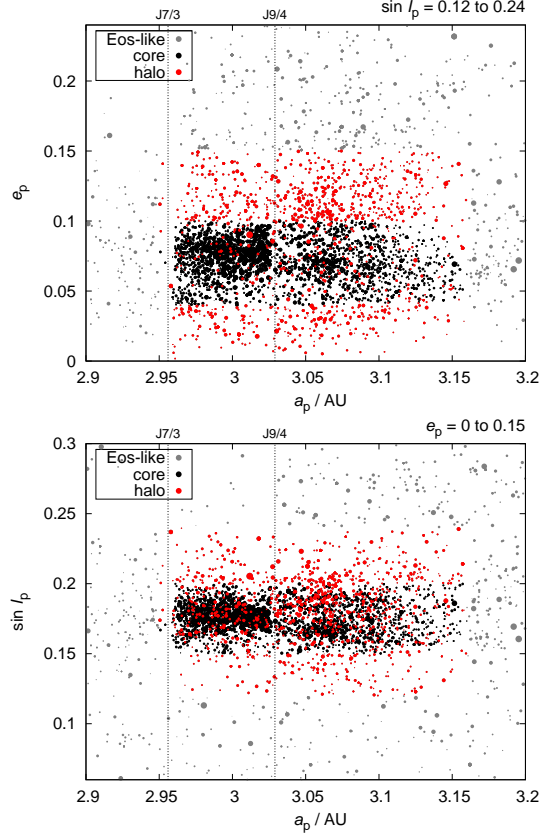 sin Ip = 0.12 to 0.24
J7/3 J9/4
Eos-like
core
halo
ep
0.2
0.15
0.1
0.05
0
2.9 2.95 3 3.05 3.1 3.15 3.2
ap / AU
ep = 0 to 0.15
J7/3 J9/4
0.3
Eos-like
core
halo
0.25
0.2
sin Ip
0.15
0.1
2.9 2.95 3 3.05 3.1 3.15 3.2
ap / AU